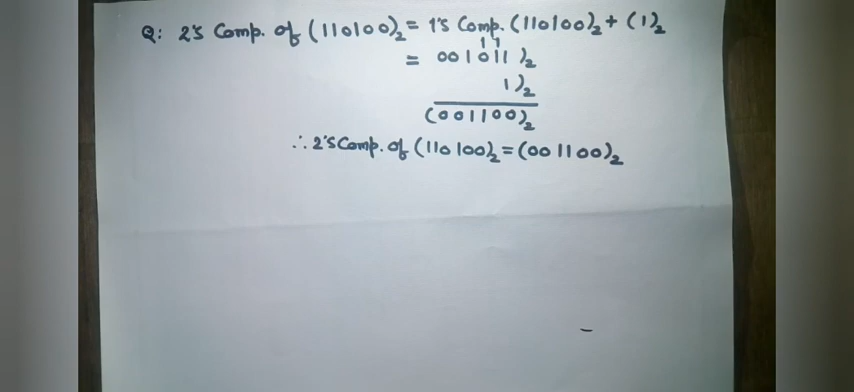 Q: 2's Comp. of (110100)₂ = 1's Comp. (110100)₂ + (1)₂
1 1
= 001011)₂
1)₂
(001100)₂
∴ 2's Comp. of (110100)₂ = (001100)₂